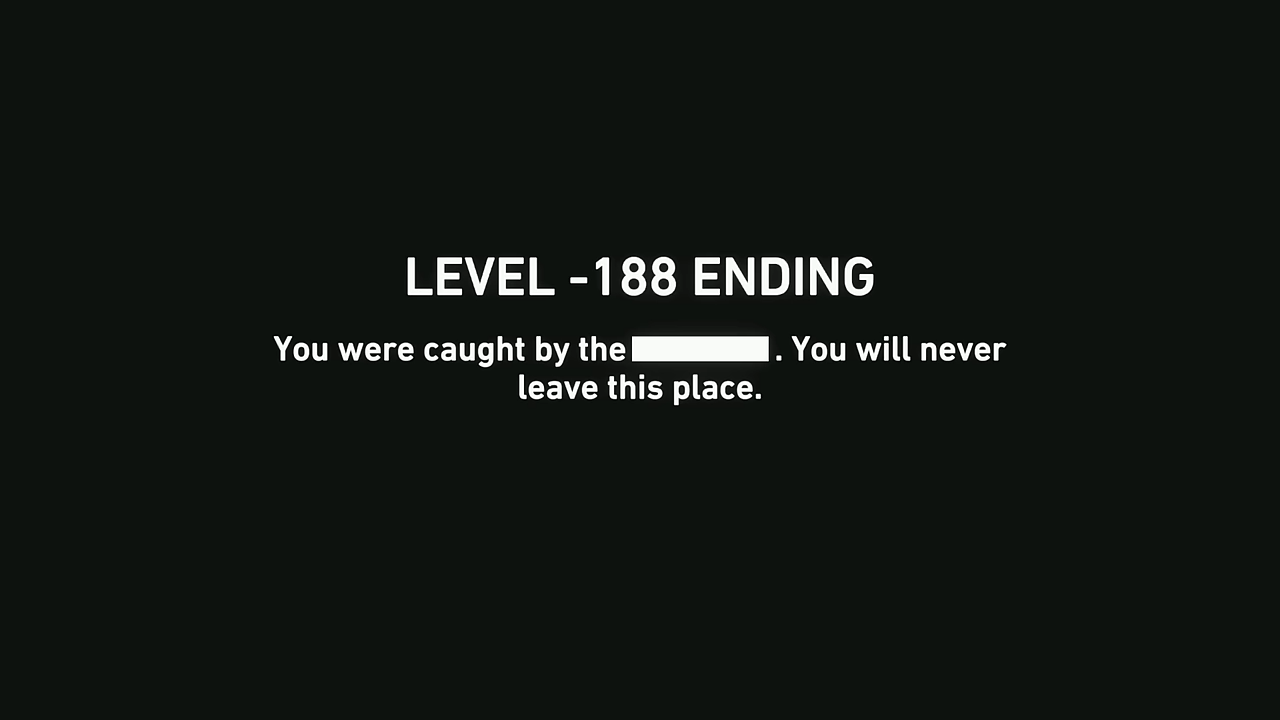 LEVEL -188 ENDING
You were caught by the . You will never
leave this place.